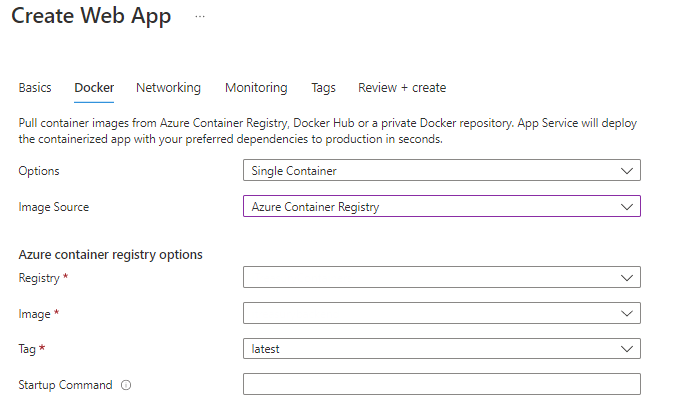 Create Web App ...
Basics Docker Networking Monitoring Tags Review + create
Pull container images from Azure Container Registry, Docker Hub or a private Docker repository. App Service will deploy
the containerized app with your preferred dependencies to production in seconds.
Options Single Container
Image Source Azure Container Registry
Azure container registry options
Registry *
Image *
Tag * latest
Startup Command